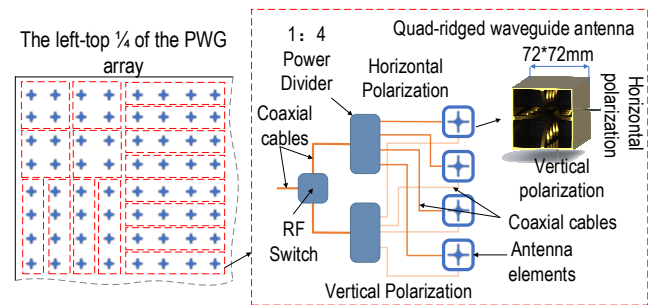 The left-top ¼ of the PWG
array
1：4
Power
Divider
Coaxial
cables
RF
Switch
Horizontal
Polarization
Vertical Polarization
Quad-ridged waveguide antenna
72*72mm
Horizontal
polarization
Vertical
polarization
Coaxial cables
Antenna
elements